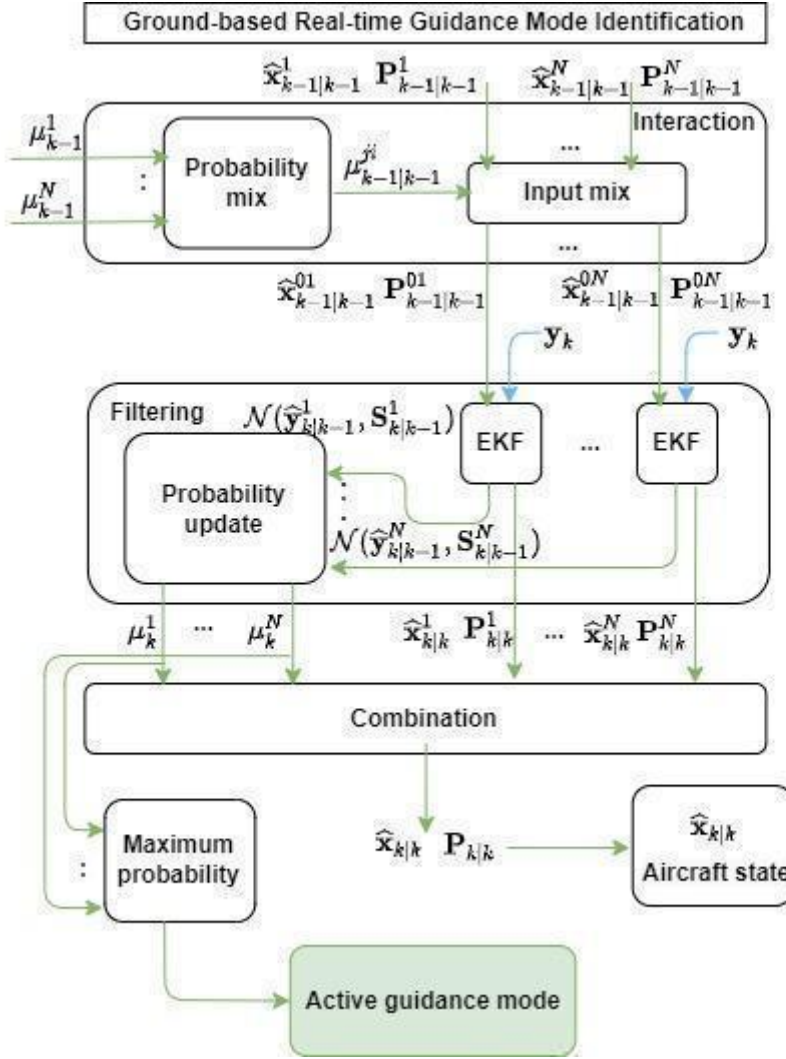 Ground-based Real-time Guidance Mode Identification
x̂¹ₖ₋₁|ₖ₋₁ P¹ₖ₋₁|ₖ₋₁ x̂ᴺₖ₋₁|ₖ₋₁ Pᴺₖ₋₁|ₖ₋₁
Interaction
μ¹ₖ₋₁
...
μᴺₖ₋₁
:
Probability
mix
μʲⁱₖ₋₁|ₖ₋₁
Input mix
...
x̂⁰¹ₖ₋₁|ₖ₋₁ P⁰¹ₖ₋₁|ₖ₋₁ x̂⁰ᴺₖ₋₁|ₖ₋₁ P⁰ᴺₖ₋₁|ₖ₋₁
yₖ yₖ
Filtering
N(ŷ¹ₖ|ₖ₋₁, S¹ₖ|ₖ₋₁)
EKF ... EKF
Probability
update
⋮
N(ŷᴺₖ|ₖ₋₁, Sᴺₖ|ₖ₋₁)
μ¹ₖ ... μᴺₖ
x̂¹ₖ|ₖ P¹ₖ|ₖ ... x̂ᴺₖ|ₖ Pᴺₖ|ₖ
Combination
x̂ₖ|ₖ Pₖ|ₖ
x̂ₖ|ₖ
Aircraft state
:
Maximum
probability
Active guidance mode